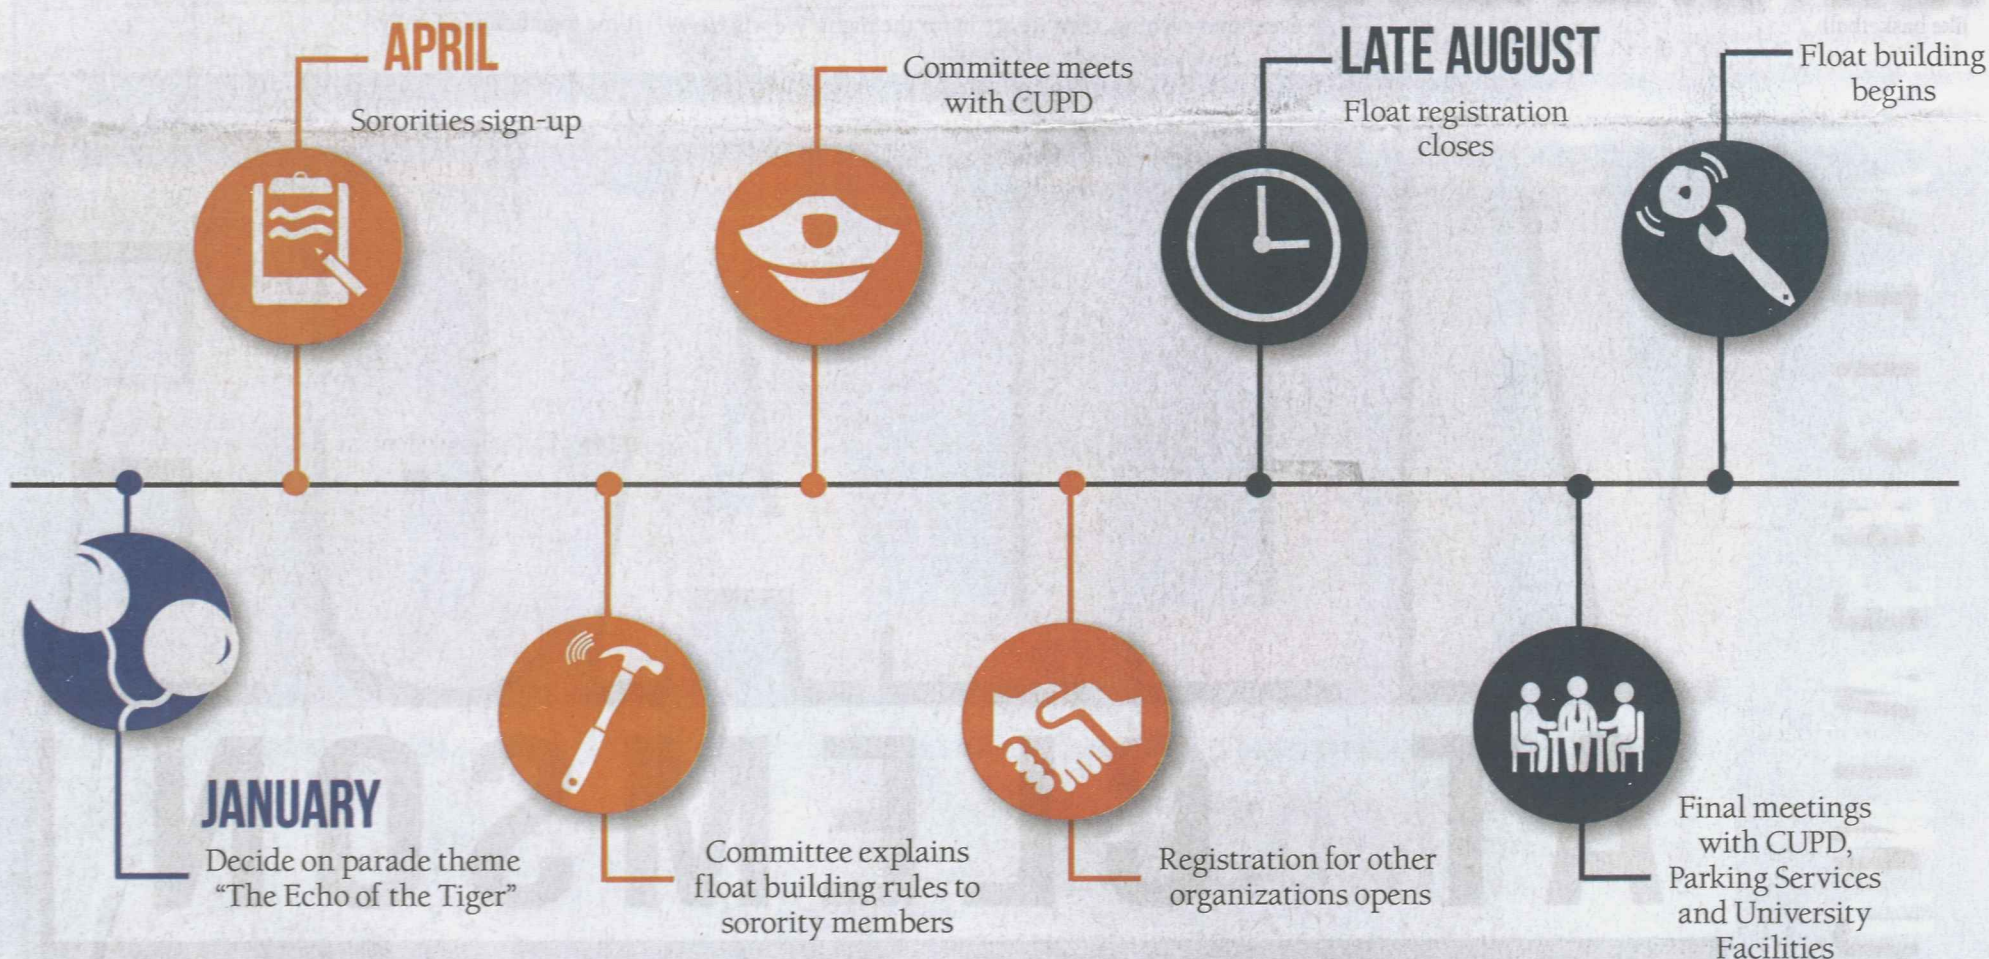 APRIL
Sororities sign-up
Committee meets
with CUPD
LATE AUGUST
Float registration
closes
Float building
begins
JANUARY
Decide on parade theme
“The Echo of the Tiger”
Committee explains
float building rules to
sorority members
Registration for other
organizations opens
Final meetings
with CUPD,
Parking Services
and University
Facilities